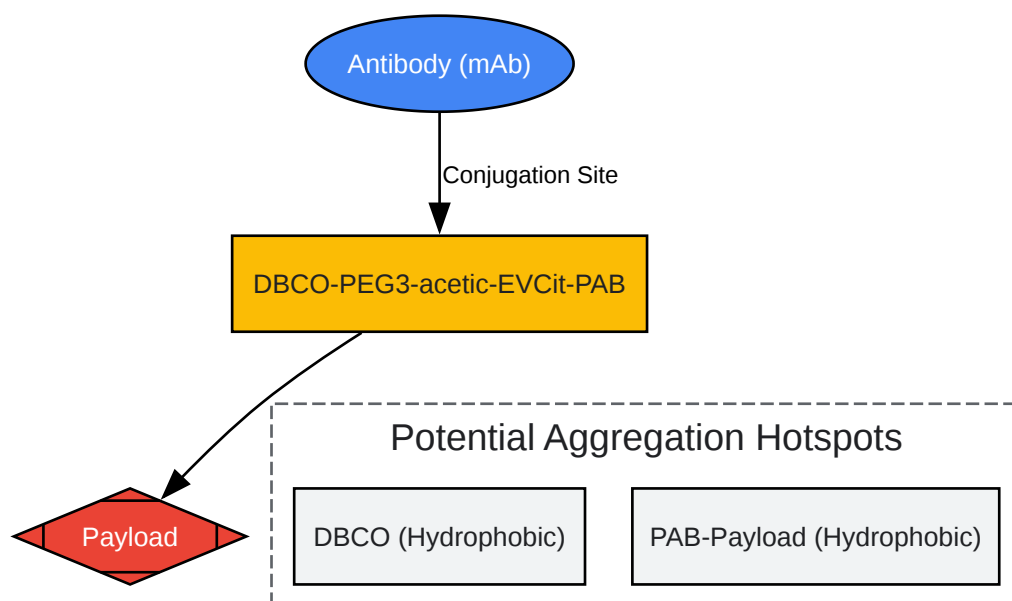 Antibody (mAb)
Conjugation Site
DBCO-PEG3-acetic-EVCit-PAB
Potential Aggregation Hotspots
Payload
DBCO (Hydrophobic)
PAB-Payload (Hydrophobic)